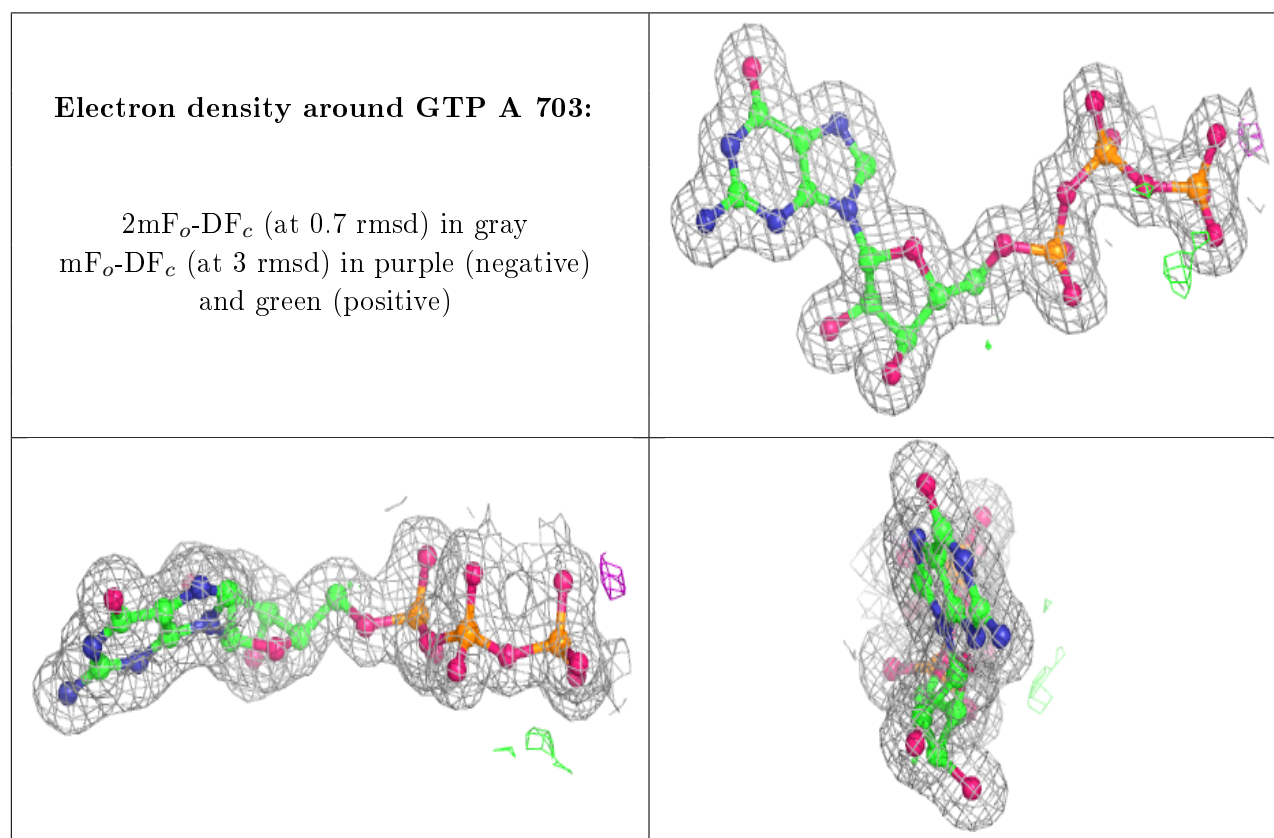 Electron density around GTP A 703:
2mFo-DFc (at 0.7 rmsd) in gray
mFo-DFc (at 3 rmsd) in purple (negative)
and green (positive)